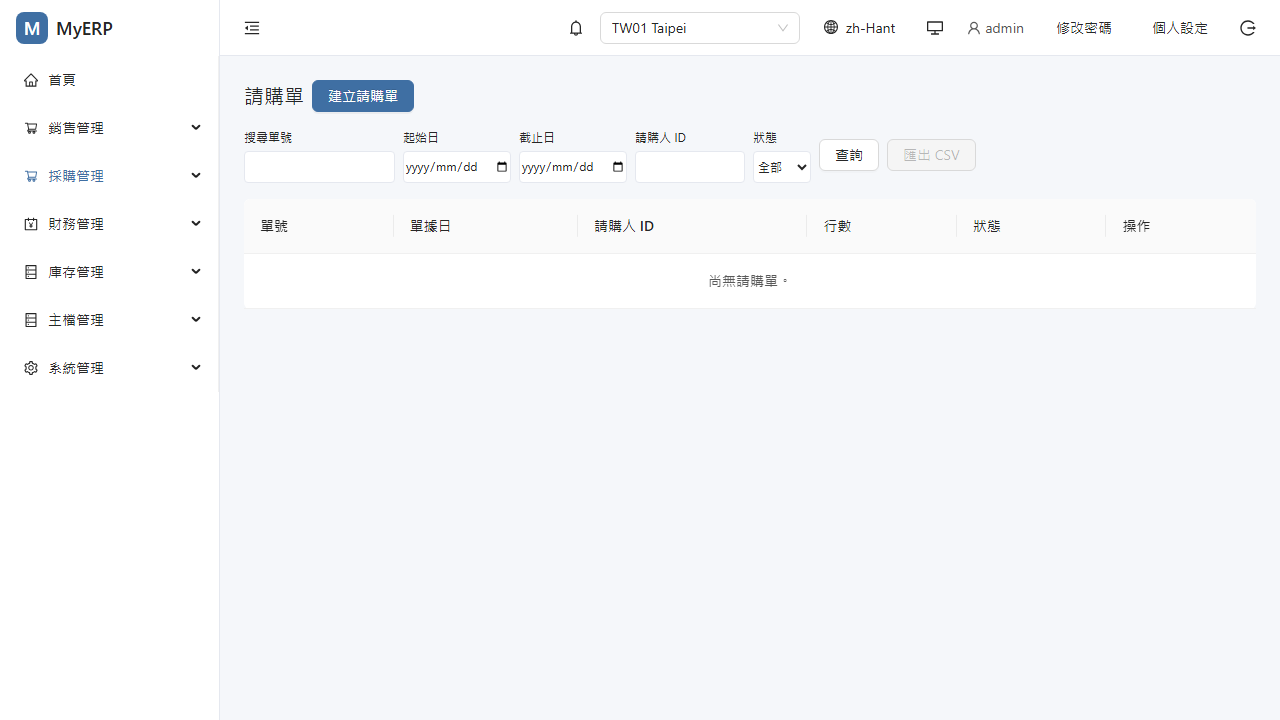 M MyERP
TW01 Taipei
zh-Hant
admin
修改密碼
個人設定
首頁
銷售管理
採購管理
財務管理
庫存管理
主檔管理
系統管理
請購單
建立請購單
搜尋單號
起始日
截止日
請購人 ID
狀態
yyyy/mm/dd
yyyy/mm/dd
全部
查詢
匯出 CSV
單號
單據日
請購人 ID
行數
狀態
操作
尚無請購單。